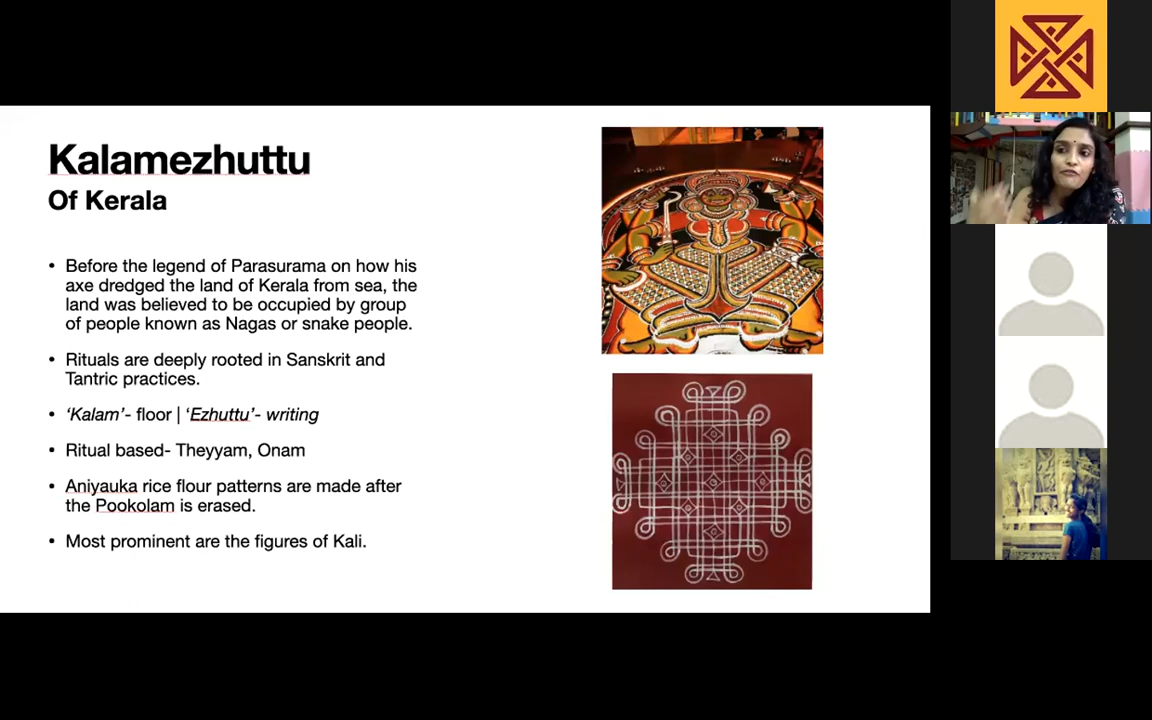 Kalamezhuttu
Of Kerala
• Before the legend of Parasurama on how his
axe dredged the land of Kerala from sea, the
land was believed to be occupied by group
of people known as Nagas or snake people.
• Rituals are deeply rooted in Sanskrit and
Tantric practices.
• ‘Kalam’- floor | ‘Ezhuttu’- writing
• Ritual based- Theyyam, Onam
• Aniyauka rice flour patterns are made after
the Pookolam is erased.
• Most prominent are the figures of Kali.